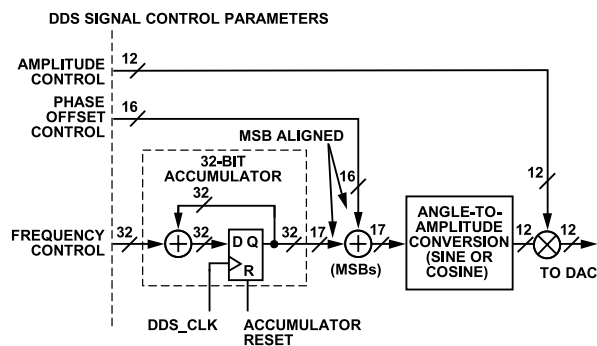 DDS SIGNAL CONTROL PARAMETERS
AMPLITUDE
CONTROL
12
PHASE
OFFSET
CONTROL
16
MSB ALIGNED
32-BIT
ACCUMULATOR
32
16
12
FREQUENCY
CONTROL
32
32
D Q
R
32
17
(MSBs)
17
ANGLE-TO-
AMPLITUDE
CONVERSION
(SINE OR
COSINE)
12
12
TO DAC
DDS_CLK
ACCUMULATOR
RESET